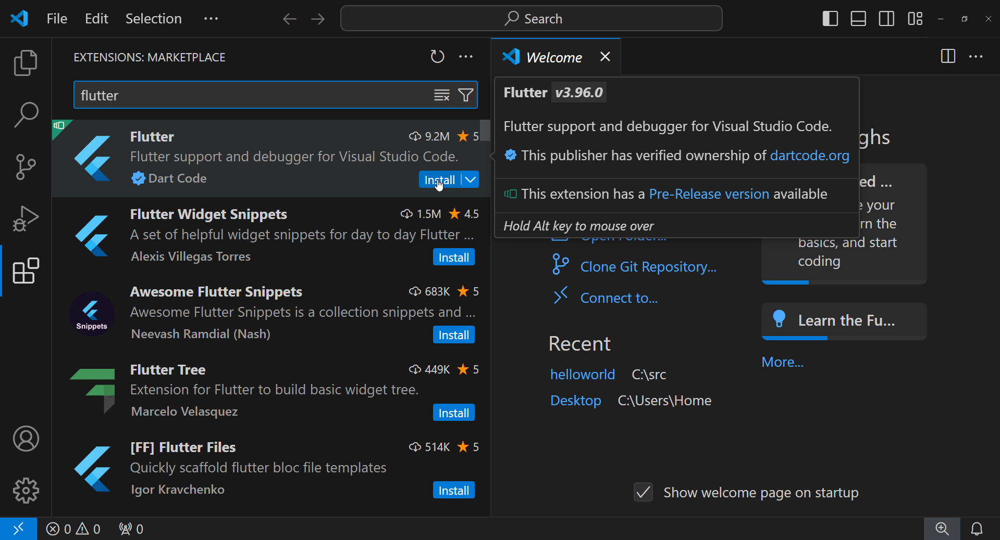 File Edit Selection ···
Search
EXTENSIONS: MARKETPLACE
flutter
Flutter 9.2M 5
Flutter support and debugger for Visual Studio Code.
Dart Code
Install
Flutter Widget Snippets 1.5M 4.5
A set of helpful widget snippets for day to day Flutter ...
Alexis Villegas Torres
Install
Awesome Flutter Snippets 683K 5
Awesome Flutter Snippets is a collection snippets and ...
Snippets
Neevash Ramdial (Nash)
Install
Flutter Tree 449K 5
Extension for Flutter to build basic widget tree.
Marcelo Velasquez
Install
[FF] Flutter Files 514K 5
Quickly scaffold flutter bloc file templates
Igor Kravchenko
Install
Welcome
Flutter v3.96.0
Flutter support and debugger for Visual Studio Code.
This publisher has verified ownership of dartcode.org
This extension has a Pre-Release version available
Hold Alt key to mouse over
ghs
ed ...
your
rn the
basics, and start
coding
Open Folder...
Clone Git Repository...
Connect to...
Learn the Fu...
More...
Recent
helloworld C:\src
Desktop C:\Users\Home
Show welcome page on startup
0 0 0